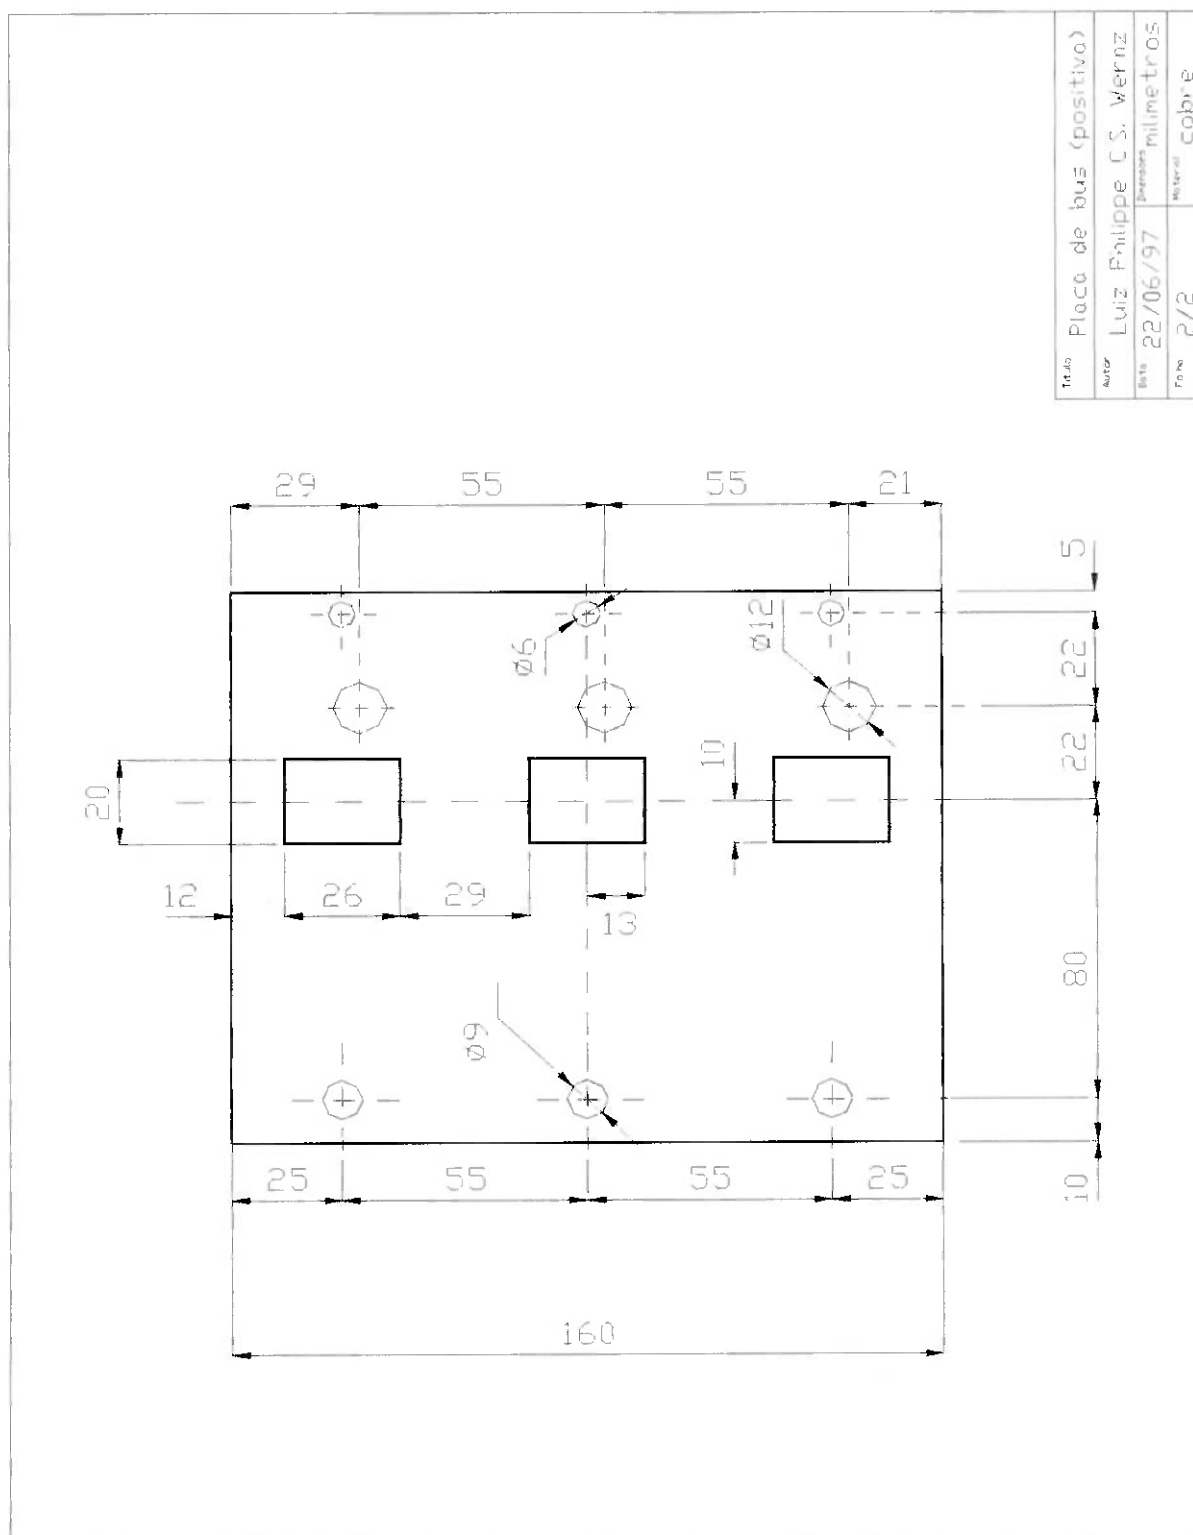 Título Placa de bus (positiva)
Autor Luiz Philippe C.S. Wernz
Data 22/06/97 Dimensões milimetros
Folha 2/2 Material cobre
29 55 55 21
5
Ø6 Ø12
22
22
10
20
12 26 29 13
80
Ø9
25 55 55 25
10
160